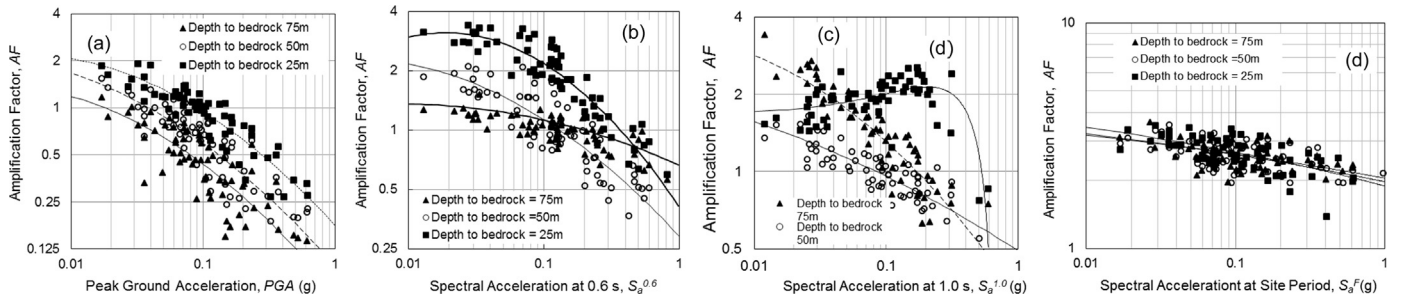 Amplification Factor, AF
4
2
1
0.5
0.25
0.125
(a)
▲Depth to bedrock 75m
○Depth to bedrock 50m
■Depth to bedrock 25m
0.01
0.1
1
Peak Ground Acceleration, PGA (g)
Amplification Factor, AF
4
2
1
0.5
0.25
(b)
▲Depth to bedrock = 75m
○Depth to bedrock =50m
■Depth to bedrock = 25m
0.01
0.1
1
Spectral Acceleration at 0.6 s, Sₐ⁰·⁶
Amplification Factor, AF
4
2
1
0.5
(c)
(d)
▲ Depth to bedrock
75m
○ Depth to bedrock
50m
0.01
0.1
1
Spectral Acceleration at 1.0 s, Sₐ¹·⁰(g)
Amplification Factor, AF
10
1
▲Depth to bedrock = 75m
○Depth to bedrock =50m
■Depth to bedrock = 25m
(d)
0.01
0.1
1
Spectral Accelerationt at Site Period, SₐF(g)